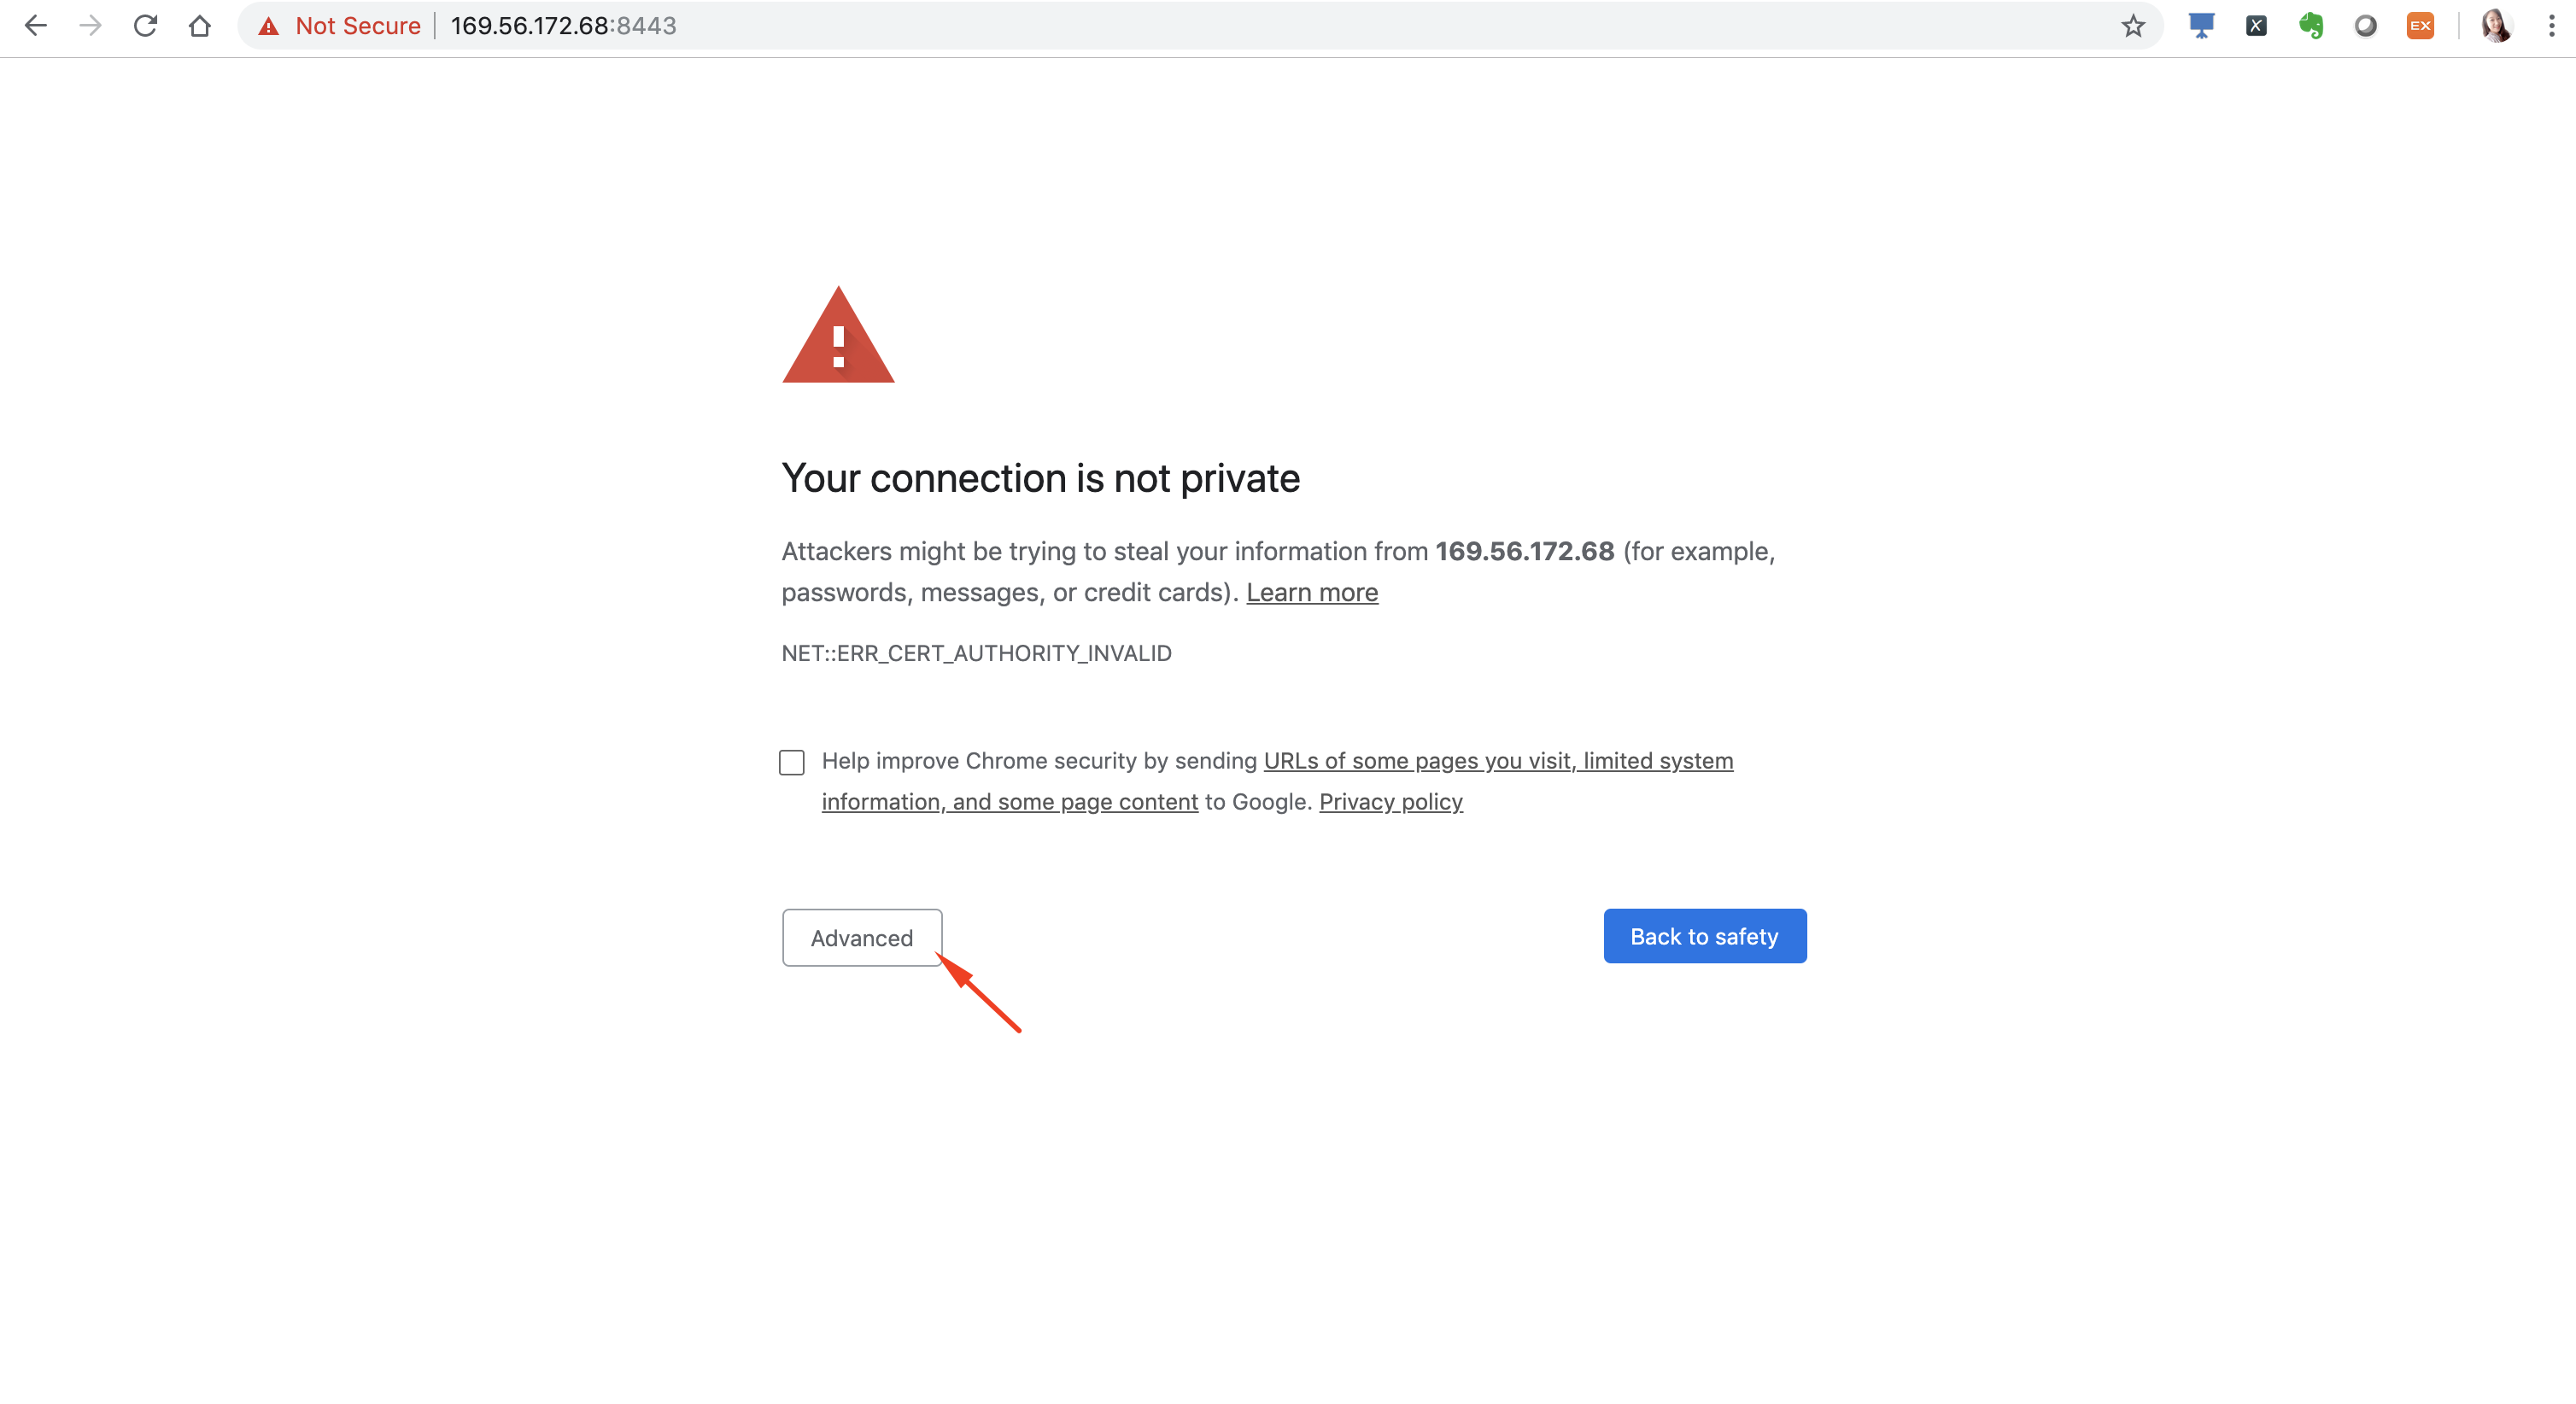 Not Secure | 169.56.172.68:8443
X
EX
Your connection is not private
Attackers might be trying to steal your information from 169.56.172.68 (for example,
passwords, messages, or credit cards). Learn more
NET::ERR_CERT_AUTHORITY_INVALID
Help improve Chrome security by sending URLs of some pages you visit, limited system
information, and some page content to Google. Privacy policy
Advanced
Back to safety